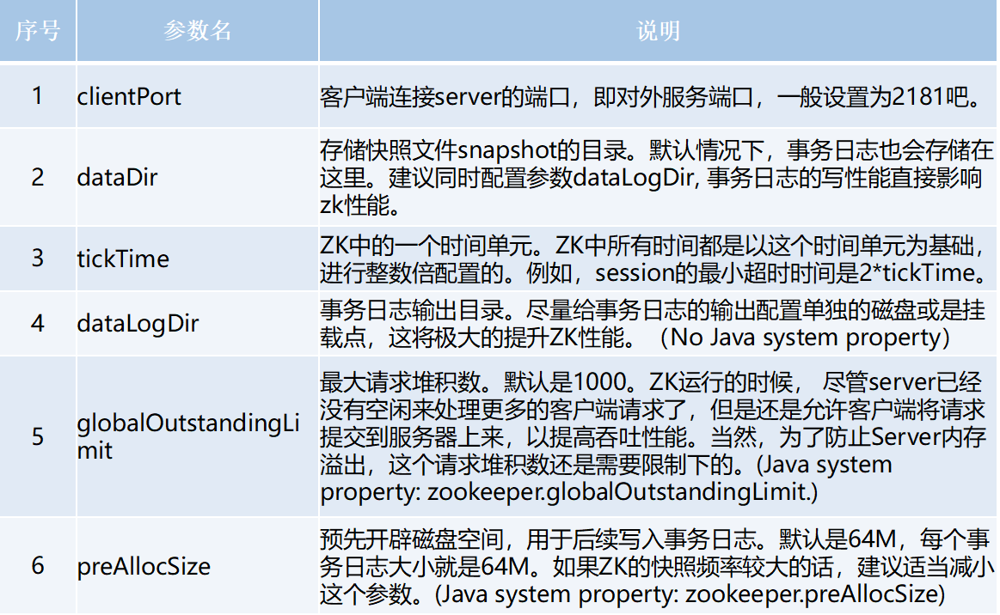 序号 参数名 说明
1 clientPort 客户端连接server的端口，即对外服务端口，一般设置为2181吧。
2 dataDir 存储快照文件snapshot的目录。默认情况下，事务日志也会存储在
这里。建议同时配置参数dataLogDir, 事务日志的写性能直接影响
zk性能。
3 tickTime ZK中的一个时间单元。ZK中所有时间都是以这个时间单元为基础，
进行整数倍配置的。例如，session的最小超时时间是2*tickTime。
4 dataLogDir 事务日志输出目录。尽量给事务日志的输出配置单独的磁盘或是挂
载点，这将极大的提升ZK性能。（No Java system property）
5 globalOutstandingLi
mit
最大请求堆积数。默认是1000。ZK运行的时候， 尽管server已经
没有空闲来处理更多的客户端请求了，但是还是允许客户端将请求
提交到服务器上来，以提高吞吐性能。当然，为了防止Server内存
溢出，这个请求堆积数还是需要限制下的。(Java system
property: zookeeper.globalOutstandingLimit.)
6 preAllocSize 预先开辟磁盘空间，用于后续写入事务日志。默认是64M，每个事
务日志大小就是64M。如果ZK的快照频率较大的话，建议适当减小
这个参数。(Java system property: zookeeper.preAllocSize)